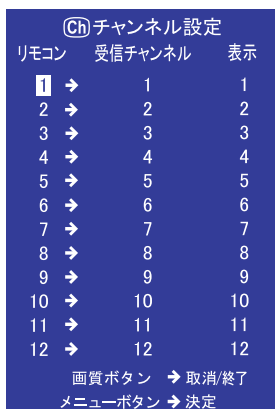 Chチャンネル設定
リモコン 受信チャンネル 表示
1 ➔ 1 1
2 ➔ 2 2
3 ➔ 3 3
4 ➔ 4 4
5 ➔ 5 5
6 ➔ 6 6
7 ➔ 7 7
8 ➔ 8 8
9 ➔ 9 9
10 ➔ 10 10
11 ➔ 11 11
12 ➔ 12 12
画質ボタン ➔ 取消/終了
メニューボタン ➔ 決定